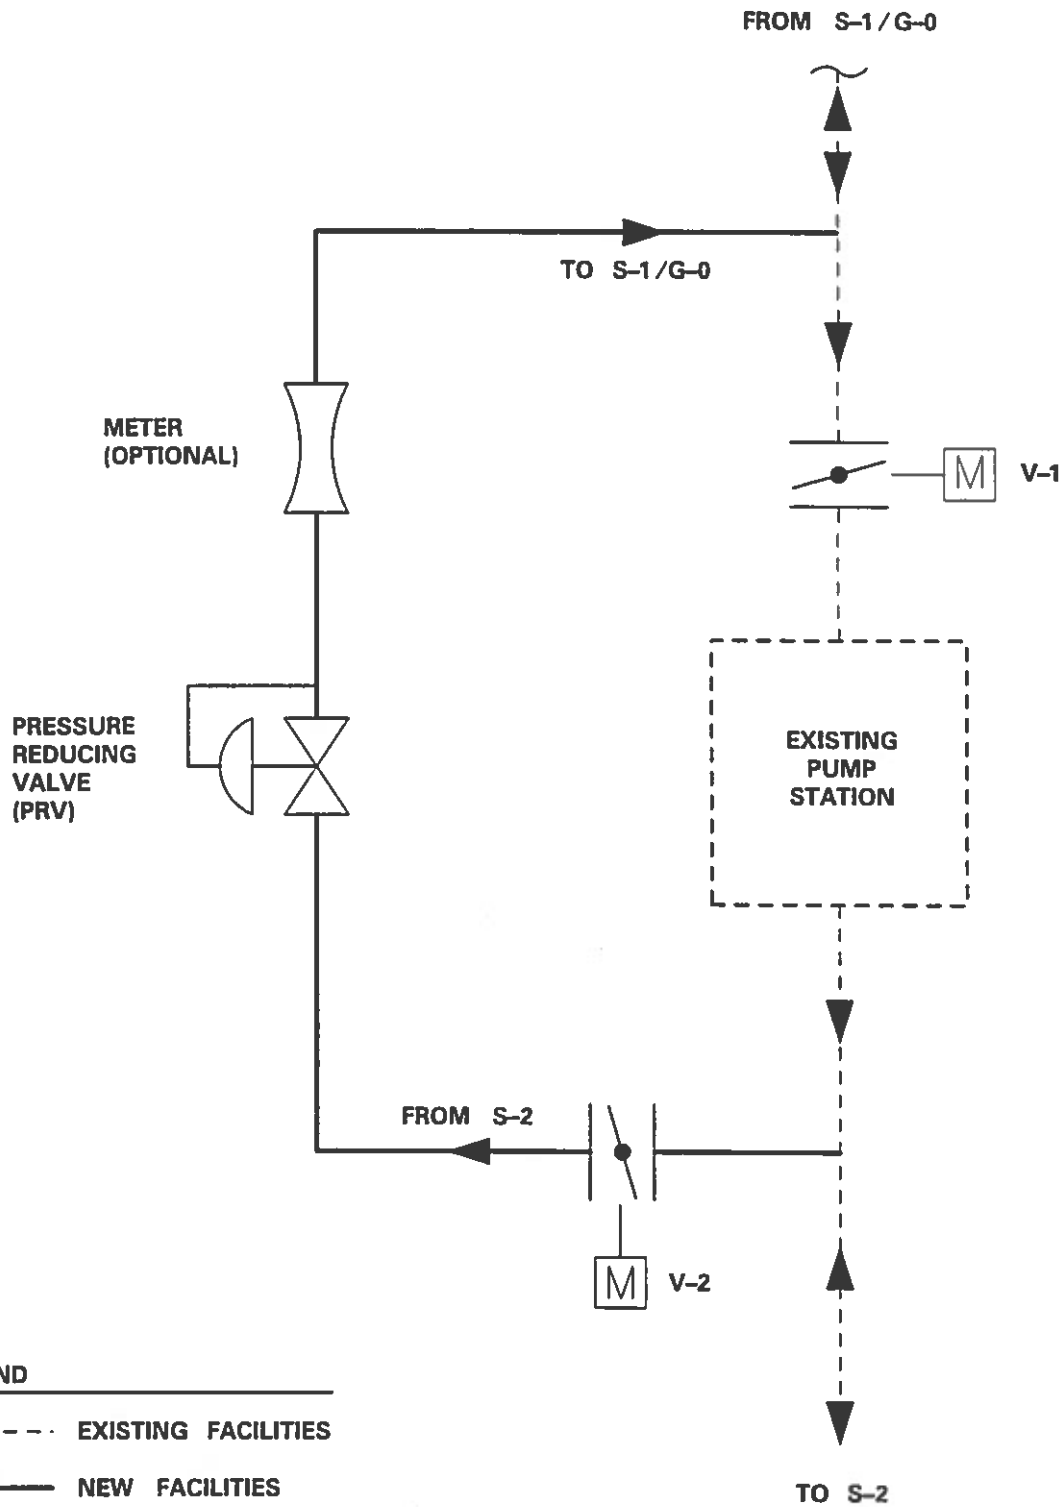 FROM S-1/G-0
TO S-1/G-0
METER
(OPTIONAL)
M
V-1
PRESSURE
REDUCING
VALVE
(PRV)
EXISTING
PUMP
STATION
FROM S-2
M
V-2
ND
EXISTING FACILITIES
NEW FACILITIES
TO S-2